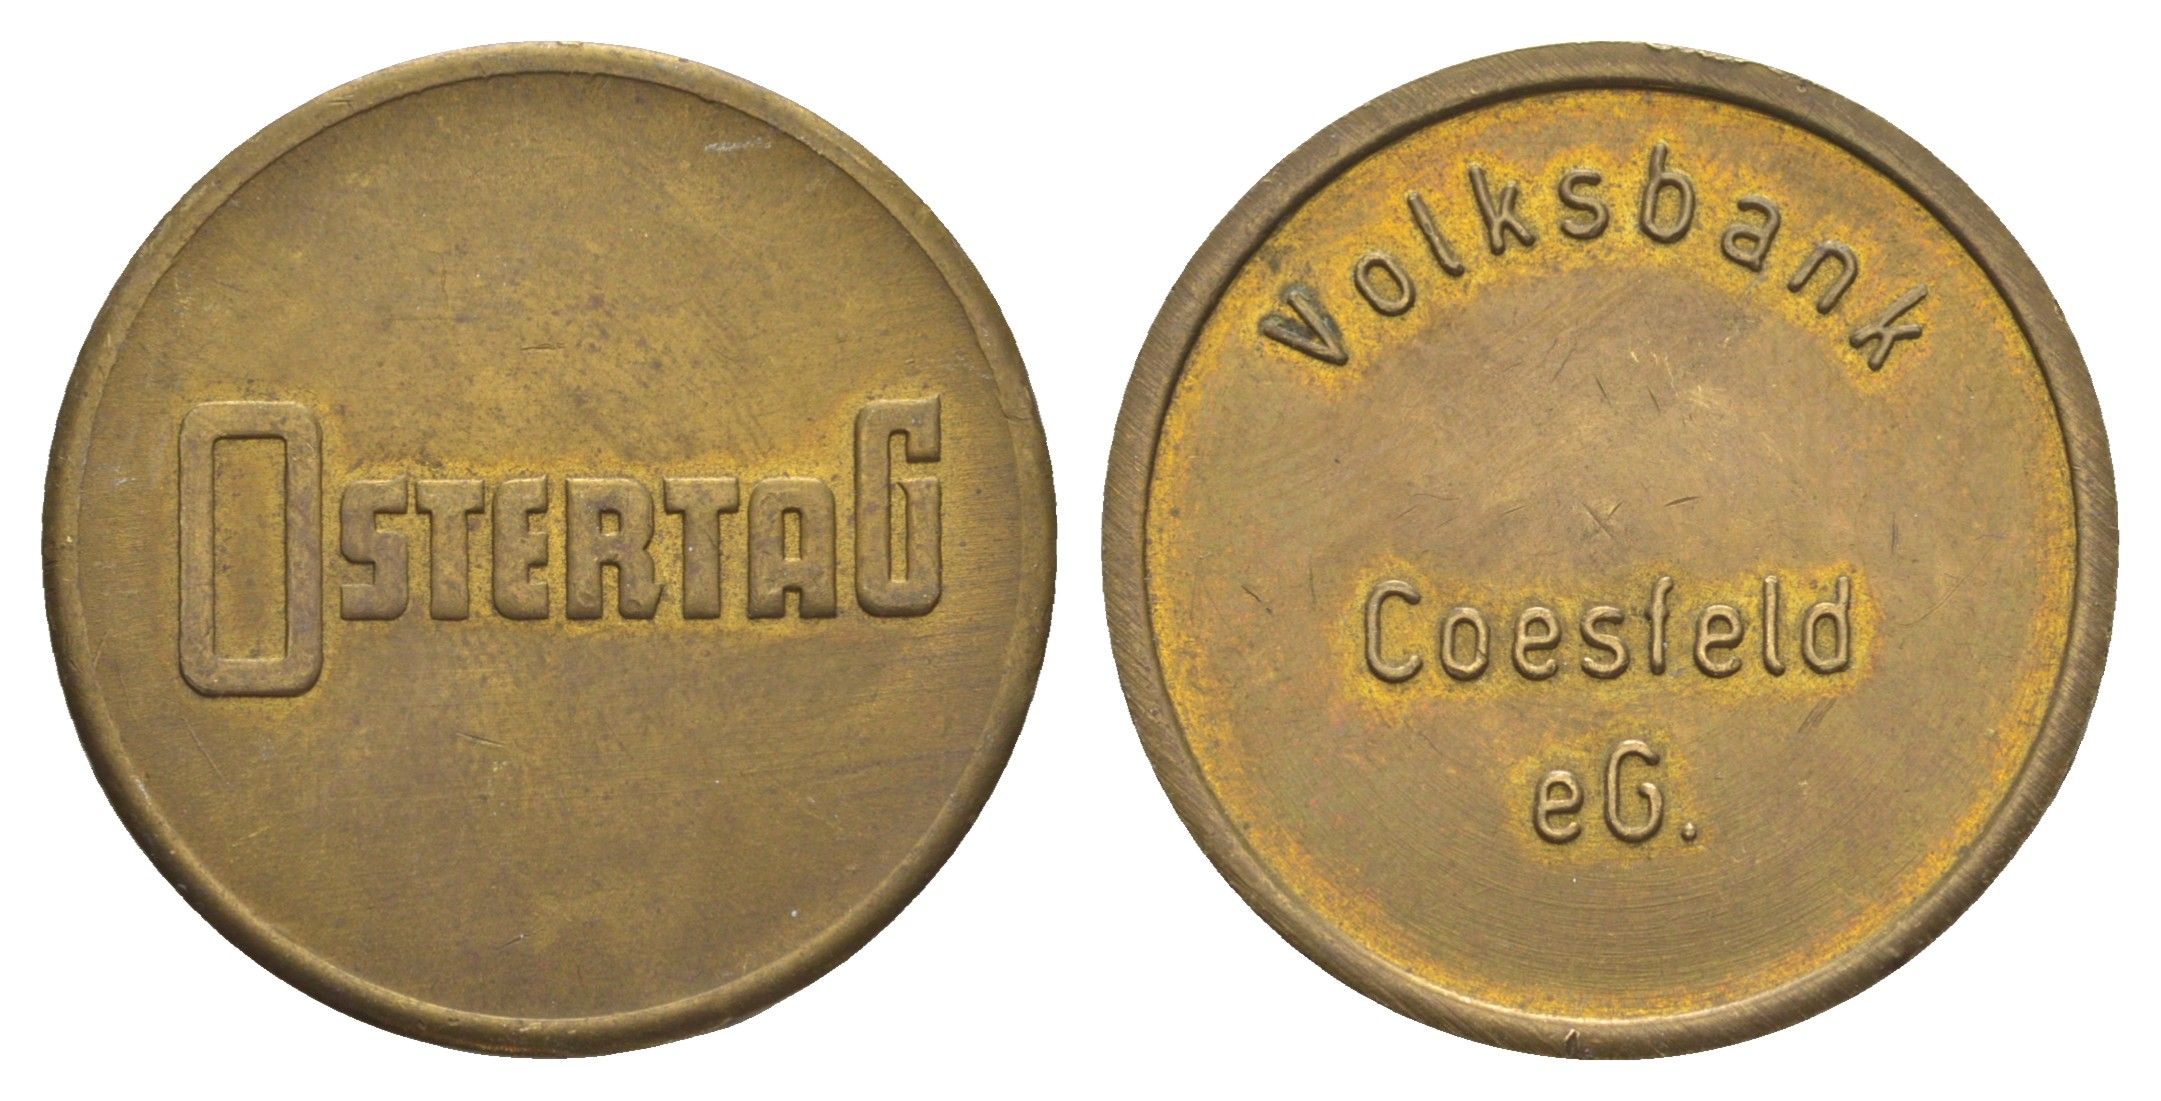 OSTERTAG
Volksbank
Coesfeld
eG.